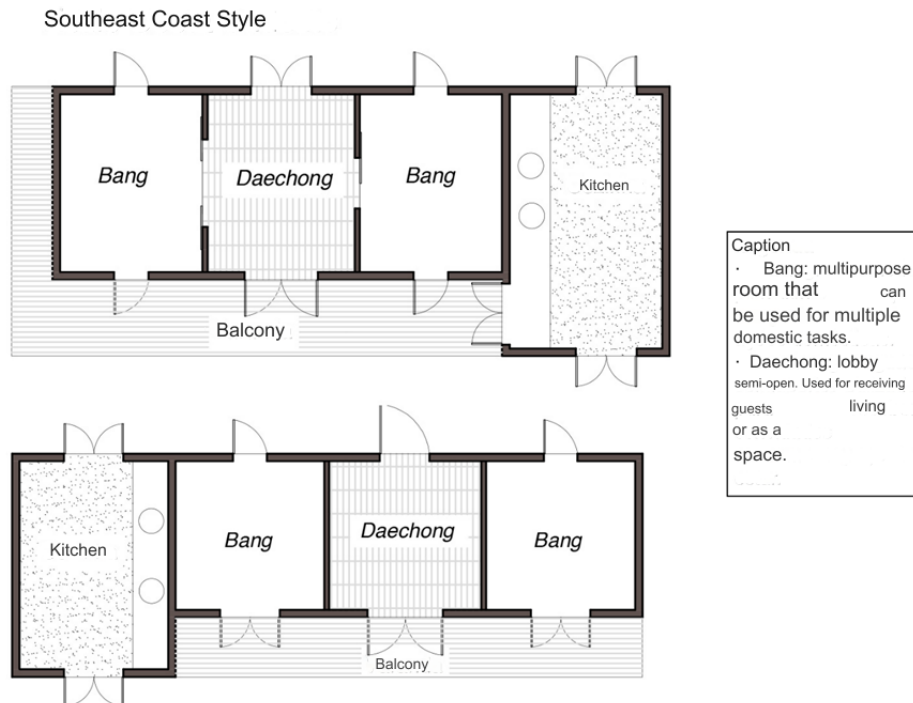 Southeast Coast Style
Bang
Daechong
Bang
Kitchen
Balcony
Caption
· Bang: multipurpose
room that can
be used for multiple
domestic tasks.
· Daechong: lobby
semi-open. Used for receiving
guests living
or as a
space.
Kitchen
Bang
Daechong
Bang
Balcony